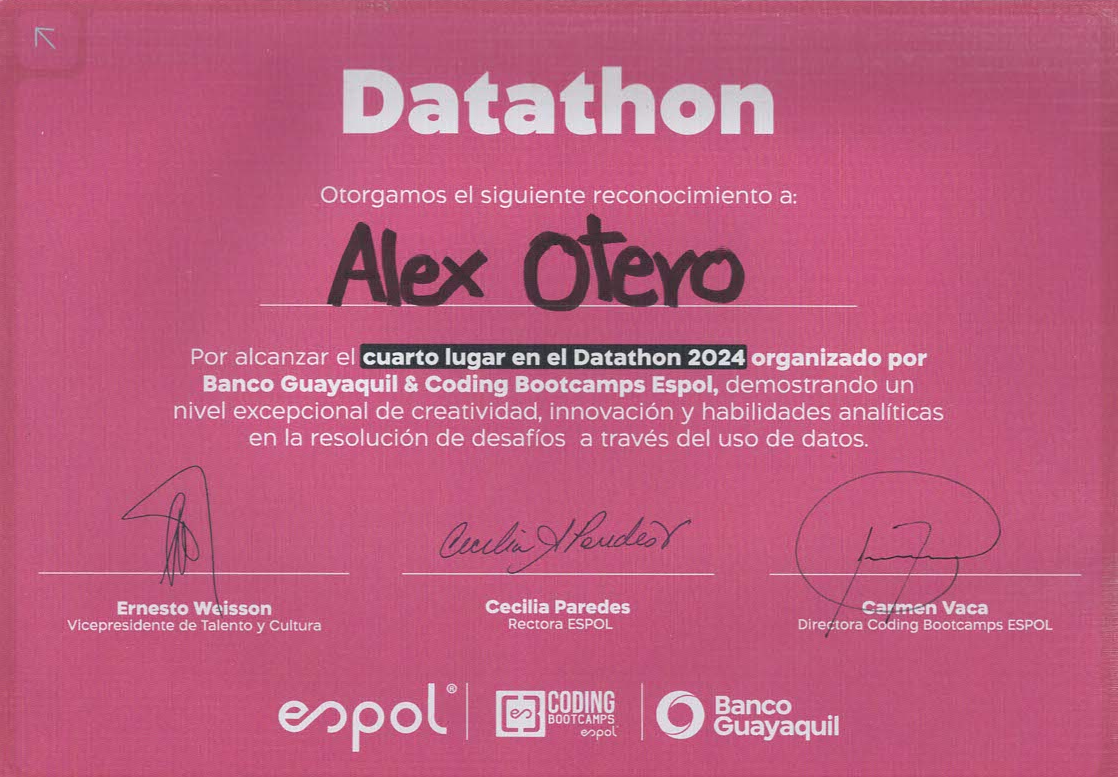 Datathon
Otorgamos el siguiente reconocimiento a:
Alex Otero
Por alcanzar el cuarto lugar en el Datathon 2024 organizado por
Banco Guayaquil & Coding Bootcamps Espol, demostrando un
nivel excepcional de creatividad, innovación y habilidades analíticas
en la resolución de desafíos a través del uso de datos.
Cecilia A Paredes
Ernesto Weisson
Vicepresidente de Talento y Cultura
Cecilia Paredes
Rectora ESPOL
Carmen Vaca
Directora Coding Bootcamps ESPOL
espol®
CODING
BOOTCAMPS
espol
Banco
Guayaquil